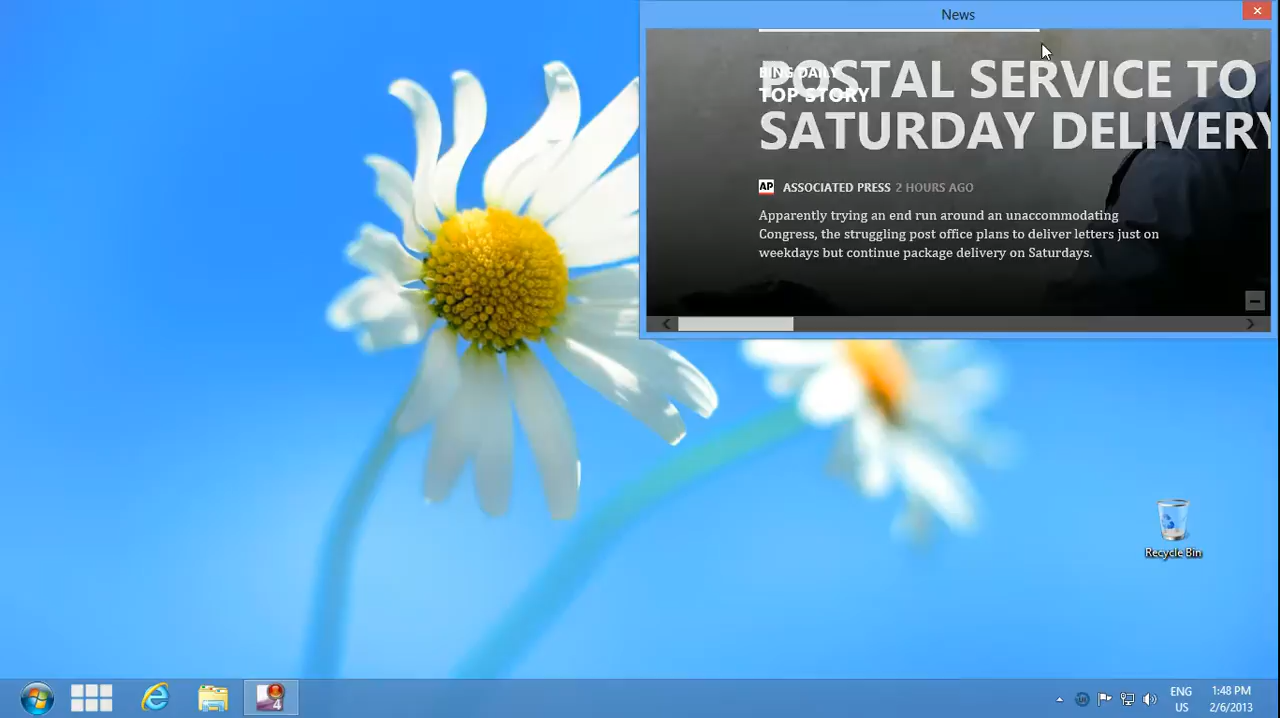 News
POSTAL SERVICE TO
BING DAILY
TOP STORY
SATURDAY DELIVERY
AP ASSOCIATED PRESS 2 HOURS AGO
Apparently trying an end run around an unaccommodating
Congress, the struggling post office plans to deliver letters just on
weekdays but continue package delivery on Saturdays.
Recycle Bin
4
ENG
US
1:48 PM
2/6/2013